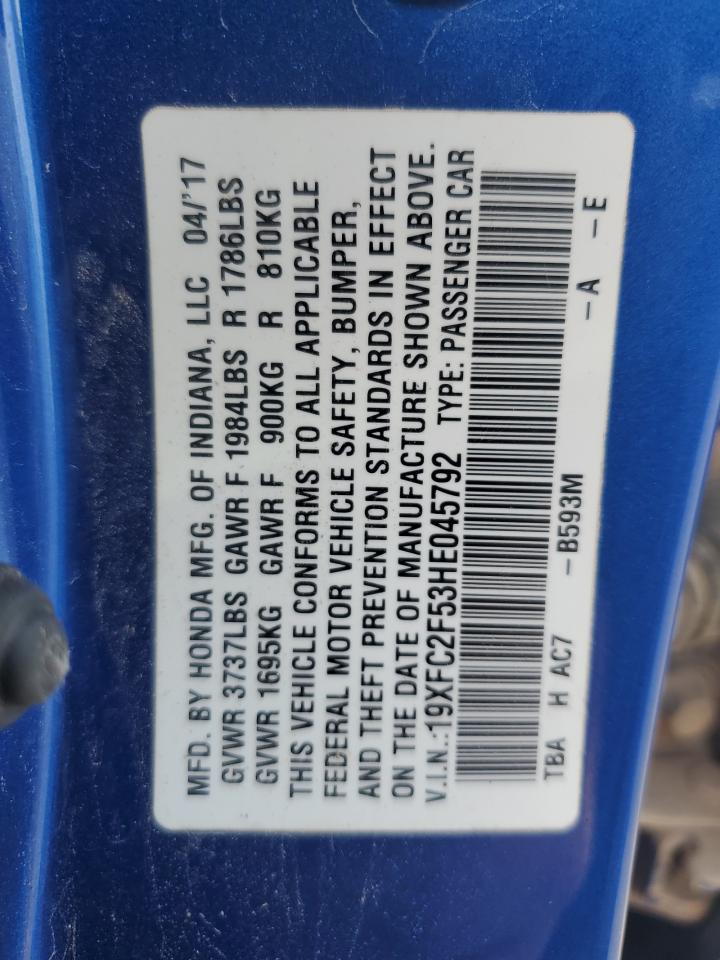 MFD. BY HONDA MFG. OF INDIANA, LLC 04/'17
GVWR 3737LBS GAWR F 1984LBS R 1786LBS
GVWR 1695KG GAWR F 900KG R 810KG
THIS VEHICLE CONFORMS TO ALL APPLICABLE
FEDERAL MOTOR VEHICLE SAFETY, BUMPER,
AND THEFT PREVENTION STANDARDS IN EFFECT
ON THE DATE OF MANUFACTURE SHOWN ABOVE.
V.I.N.:19XFC2F53HE045792 TYPE: PASSENGER CAR
TBA H AC7 -B593M -A -E